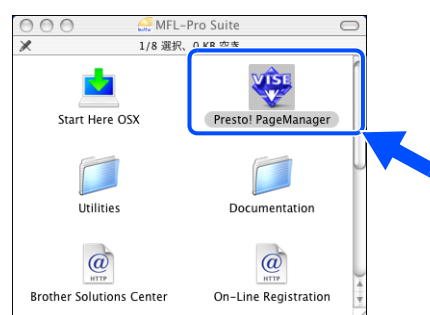 MFL-Pro Suite
1/8 選択、0 KB 空き
VISE
Start Here OSX
Presto! PageManager
Utilities
Documentation
@
HTTP
@
HTTP
Brother Solutions Center
On-Line Registration